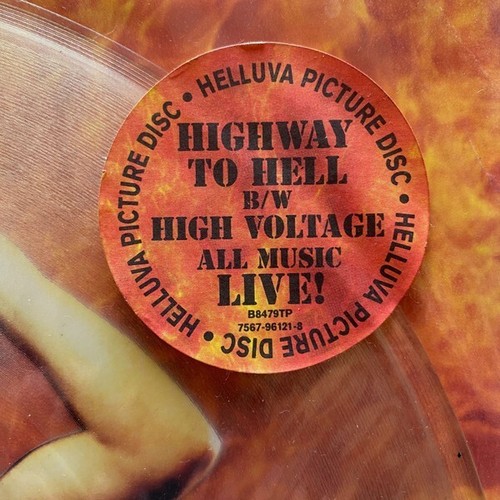 HELLUVA PICTURE DISC • HELLUVA PICTURE DISC • HELLUVA PICTURE DISC •
HIGHWAY
TO HELL
B/W
HIGH VOLTAGE
ALL MUSIC
LIVE!
B8479TP
7567-96121-8